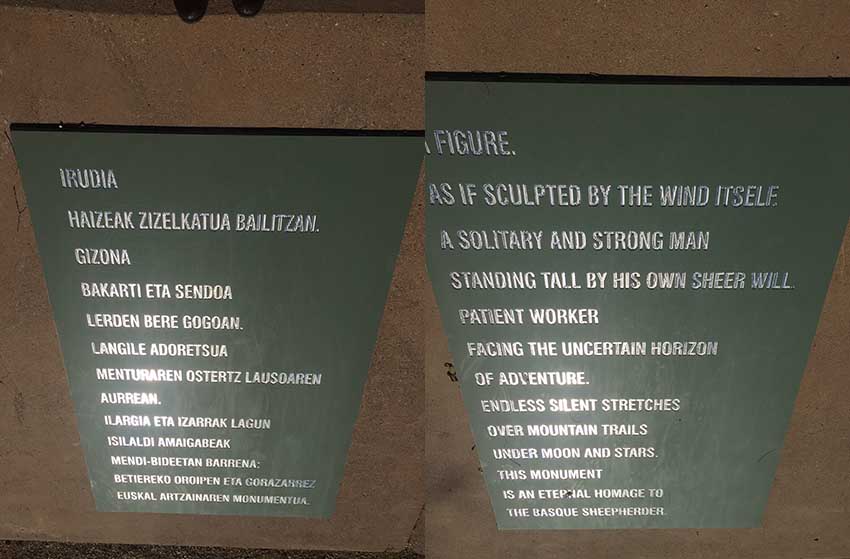 IRUDIA
HAIZEAK ZIZELKATUA BAILITZAN.
GIZONA
BAKARTI ETA SENDOA
LERDEN BERE GOGOAN.
LANGILE ADORETSUA
MENTURAREN OSTERTZ LAUSOAREN
AURREAN.
ILARGIA ETA IZARRAK LAGUN
ISILALDI AMAIGABEAK
MENDI-BIDEETAN BARRENA:
BETIEREKO OROIPEN ETA GORAZARREZ
EUSKAL ARTZAINAREN MONUMENTUA.
FIGURE.
AS IF SCULPTED BY THE WIND ITSELF.
A SOLITARY AND STRONG MAN
STANDING TALL BY HIS OWN SHEER WILL.
PATIENT WORKER
FACING THE UNCERTAIN HORIZON
OF ADVENTURE.
ENDLESS SILENT STRETCHES
OVER MOUNTAIN TRAILS
UNDER MOON AND STARS.
THIS MONUMENT
IS AN ETERNAL HOMAGE TO
THE BASQUE SHEEPHERDER.